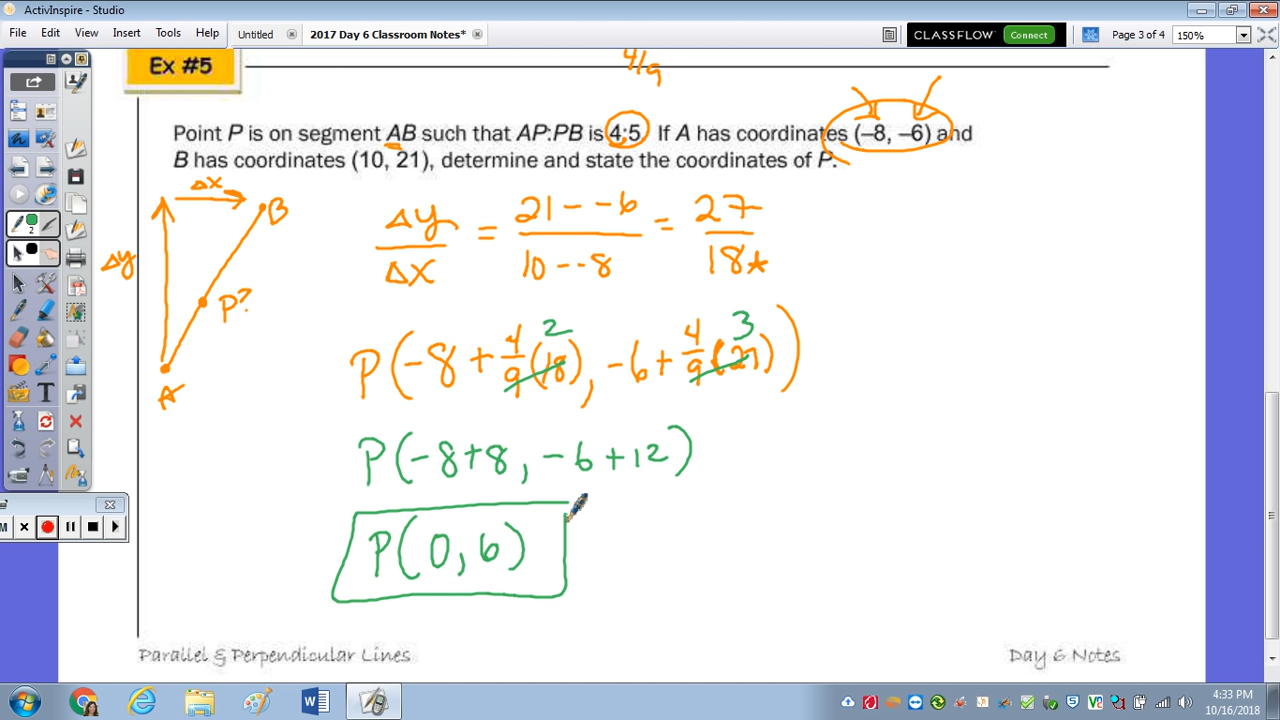 ActivInspire - Studio
File Edit View Insert Tools Help
Untitled
2017 Day 6 Classroom Notes*
CLASSFLOW Connect
Page 3 of 4
150%
Ex #5
4/9
Point P is on segment AB such that AP:PB is 4:5. If A has coordinates (–8, –6) and
B has coordinates (10, 21), determine and state the coordinates of P.
Δx
B
Δy
P?
A
Δy/Δx = 21 - -6 / 10 - -8 = 27/18 ★
2 3
P(-8 + 4/9(18), -6 + 4/9(27))
P(-8+8, -6+12)
P(0, 6)
2
T
M
Parallel & Perpendicular Lines
Day 6 Notes
4:33 PM
10/16/2018